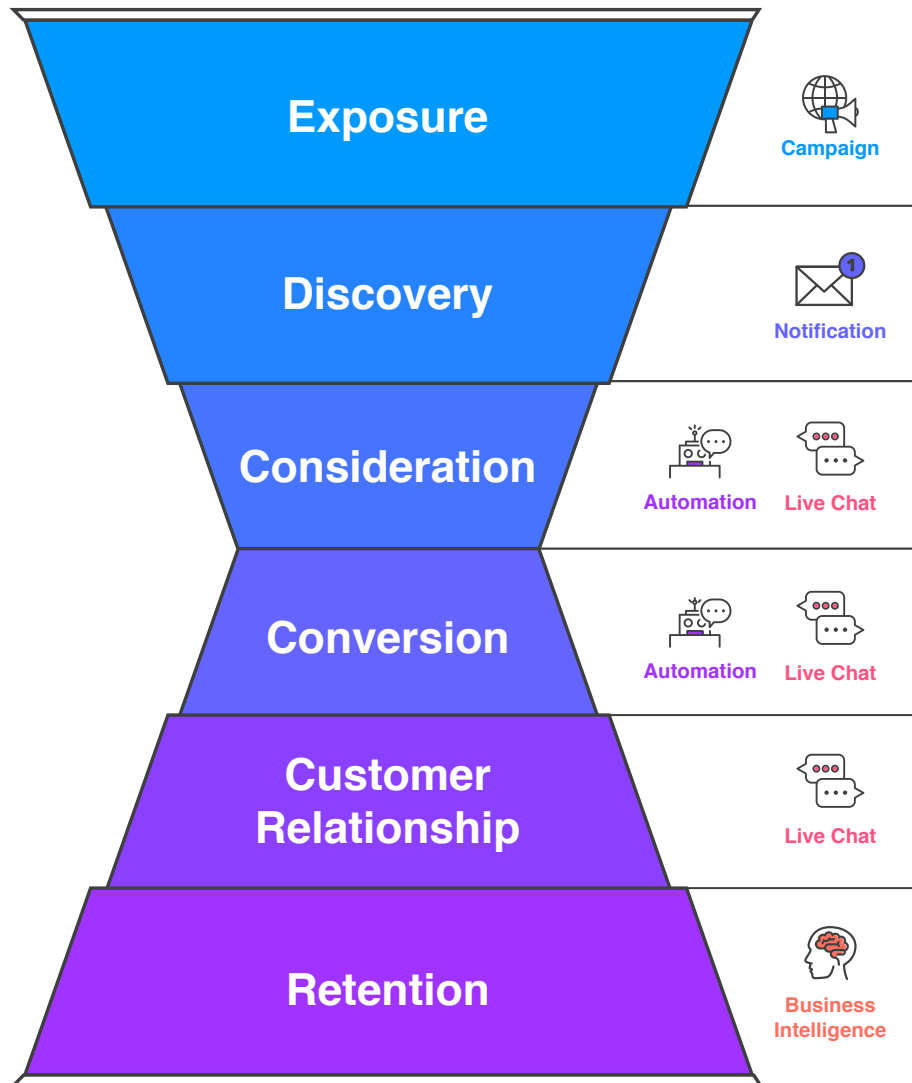 Exposure
Campaign
Discovery
1
Notification
Consideration
Automation
Live Chat
Conversion
Automation
Live Chat
Customer
Relationship
Live Chat
Retention
Business
Intelligence